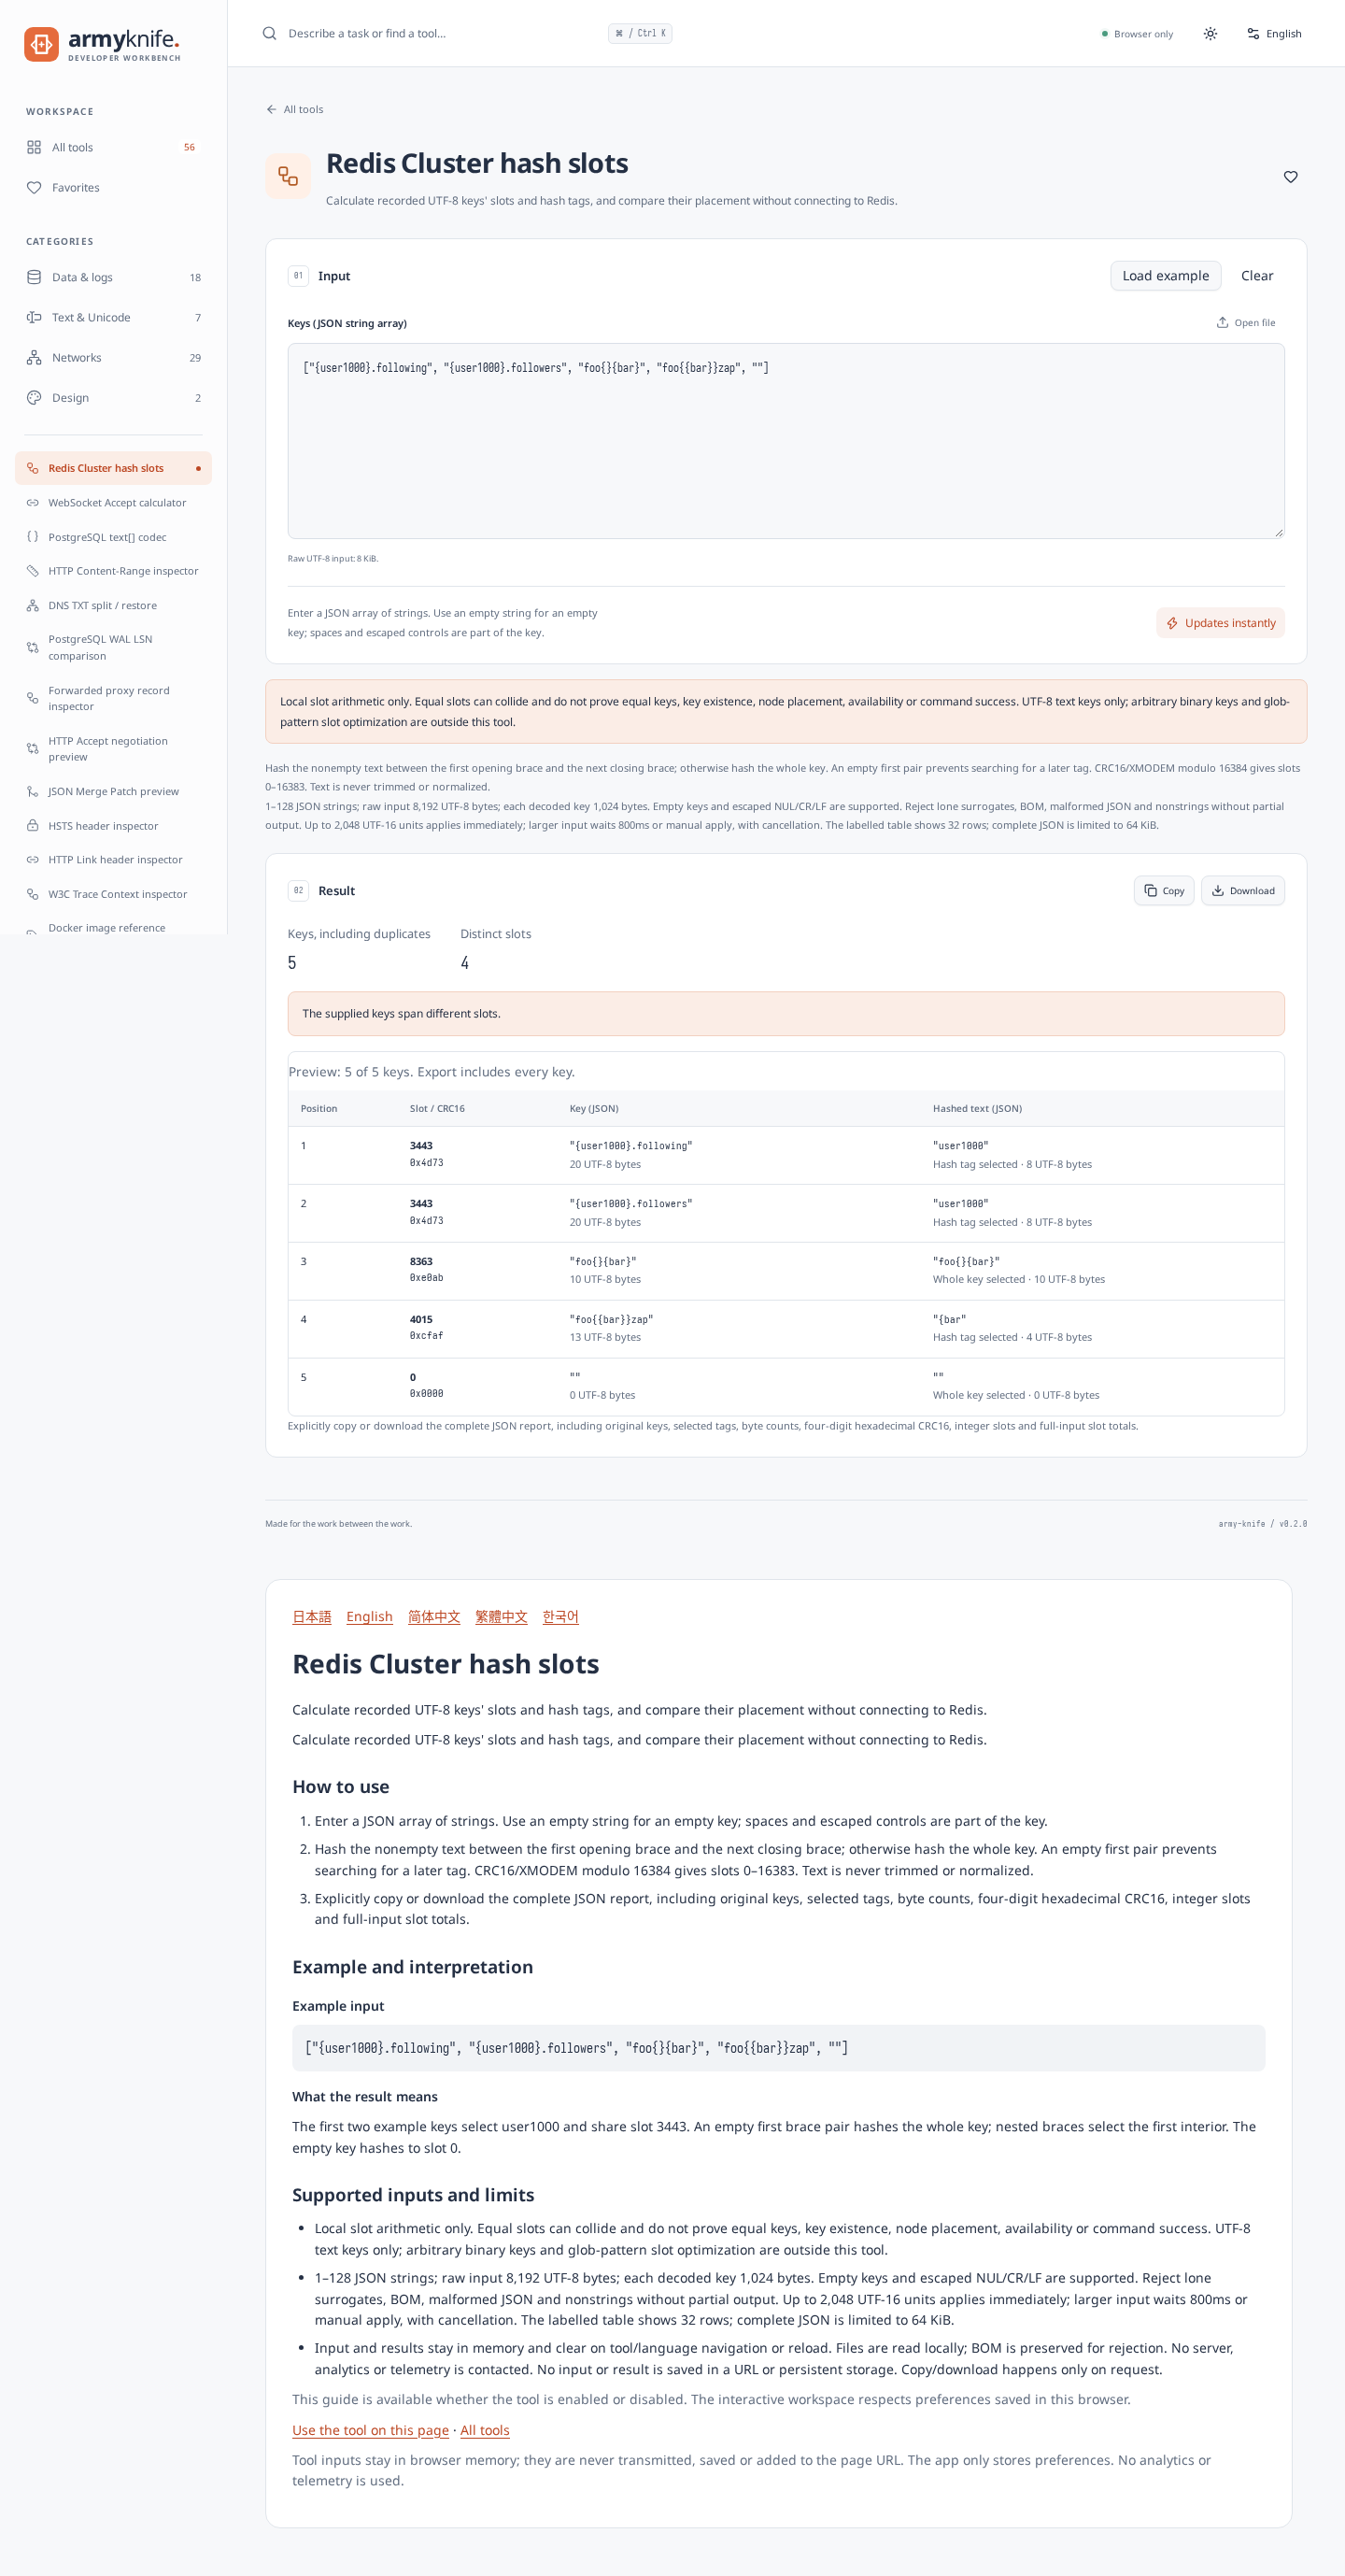 armyknife.
DEVELOPER WORKBENCH
WORKSPACE
All tools 56
Favorites
CATEGORIES
Data & logs 18
Text & Unicode 7
Networks 29
Design 2
Redis Cluster hash slots
WebSocket Accept calculator
PostgreSQL text[] codec
HTTP Content-Range inspector
DNS TXT split / restore
PostgreSQL WAL LSN
comparison
Forwarded proxy record
inspector
HTTP Accept negotiation
preview
JSON Merge Patch preview
HSTS header inspector
HTTP Link header inspector
W3C Trace Context inspector
Docker image reference
Describe a task or find a tool... ⌘ / Ctrl K
Browser only
English
All tools
Redis Cluster hash slots
Calculate recorded UTF-8 keys' slots and hash tags, and compare their placement without connecting to Redis.
01 Input Load example Clear
Keys (JSON string array) Open file
["{user1000}.following", "{user1000}.followers", "foo{}{bar}", "foo{{bar}}zap", ""]
Raw UTF-8 input: 8 KiB.
Enter a JSON array of strings. Use an empty string for an empty
key; spaces and escaped controls are part of the key.
Updates instantly
Local slot arithmetic only. Equal slots can collide and do not prove equal keys, key existence, node placement, availability or command success. UTF-8 text keys only; arbitrary binary keys and glob-
pattern slot optimization are outside this tool.
Hash the nonempty text between the first opening brace and the next closing brace; otherwise hash the whole key. An empty first pair prevents searching for a later tag. CRC16/XMODEM modulo 16384 gives slots
0–16383. Text is never trimmed or normalized.
1–128 JSON strings; raw input 8,192 UTF-8 bytes; each decoded key 1,024 bytes. Empty keys and escaped NUL/CR/LF are supported. Reject lone surrogates, BOM, malformed JSON and nonstrings without partial
output. Up to 2,048 UTF-16 units applies immediately; larger input waits 800ms or manual apply, with cancellation. The labelled table shows 32 rows; complete JSON is limited to 64 KiB.
02 Result Copy Download
Keys, including duplicates Distinct slots
5 4
The supplied keys span different slots.
Preview: 5 of 5 keys. Export includes every key.
Position Slot / CRC16 Key (JSON) Hashed text (JSON)
1 3443 "{user1000}.following" "user1000"
0x4d73 20 UTF-8 bytes Hash tag selected · 8 UTF-8 bytes
2 3443 "{user1000}.followers" "user1000"
0x4d73 20 UTF-8 bytes Hash tag selected · 8 UTF-8 bytes
3 8363 "foo{}{bar}" "foo{}{bar}"
0xe0ab 10 UTF-8 bytes Whole key selected · 10 UTF-8 bytes
4 4015 "foo{{bar}}zap" "{bar"
0xcfaf 13 UTF-8 bytes Hash tag selected · 4 UTF-8 bytes
5 0 "" ""
0x0000 0 UTF-8 bytes Whole key selected · 0 UTF-8 bytes
Explicitly copy or download the complete JSON report, including original keys, selected tags, byte counts, four-digit hexadecimal CRC16, integer slots and full-input slot totals.
Made for the work between the work. army-knife / v0.2.0
日本語 English 简体中文 繁體中文 한국어
Redis Cluster hash slots
Calculate recorded UTF-8 keys' slots and hash tags, and compare their placement without connecting to Redis.
Calculate recorded UTF-8 keys' slots and hash tags, and compare their placement without connecting to Redis.
How to use
1. Enter a JSON array of strings. Use an empty string for an empty key; spaces and escaped controls are part of the key.
2. Hash the nonempty text between the first opening brace and the next closing brace; otherwise hash the whole key. An empty first pair prevents
searching for a later tag. CRC16/XMODEM modulo 16384 gives slots 0–16383. Text is never trimmed or normalized.
3. Explicitly copy or download the complete JSON report, including original keys, selected tags, byte counts, four-digit hexadecimal CRC16, integer slots
and full-input slot totals.
Example and interpretation
Example input
["{user1000}.following", "{user1000}.followers", "foo{}{bar}", "foo{{bar}}zap", ""]
What the result means
The first two example keys select user1000 and share slot 3443. An empty first brace pair hashes the whole key; nested braces select the first interior. The
empty key hashes to slot 0.
Supported inputs and limits
• Local slot arithmetic only. Equal slots can collide and do not prove equal keys, key existence, node placement, availability or command success. UTF-8
text keys only; arbitrary binary keys and glob-pattern slot optimization are outside this tool.
• 1–128 JSON strings; raw input 8,192 UTF-8 bytes; each decoded key 1,024 bytes. Empty keys and escaped NUL/CR/LF are supported. Reject lone
surrogates, BOM, malformed JSON and nonstrings without partial output. Up to 2,048 UTF-16 units applies immediately; larger input waits 800ms or
manual apply, with cancellation. The labelled table shows 32 rows; complete JSON is limited to 64 KiB.
• Input and results stay in memory and clear on tool/language navigation or reload. Files are read locally; BOM is preserved for rejection. No server,
analytics or telemetry is contacted. No input or result is saved in a URL or persistent storage. Copy/download happens only on request.
This guide is available whether the tool is enabled or disabled. The interactive workspace respects preferences saved in this browser.
Use the tool on this page · All tools
Tool inputs stay in browser memory; they are never transmitted, saved or added to the page URL. The app only stores preferences. No analytics or
telemetry is used.